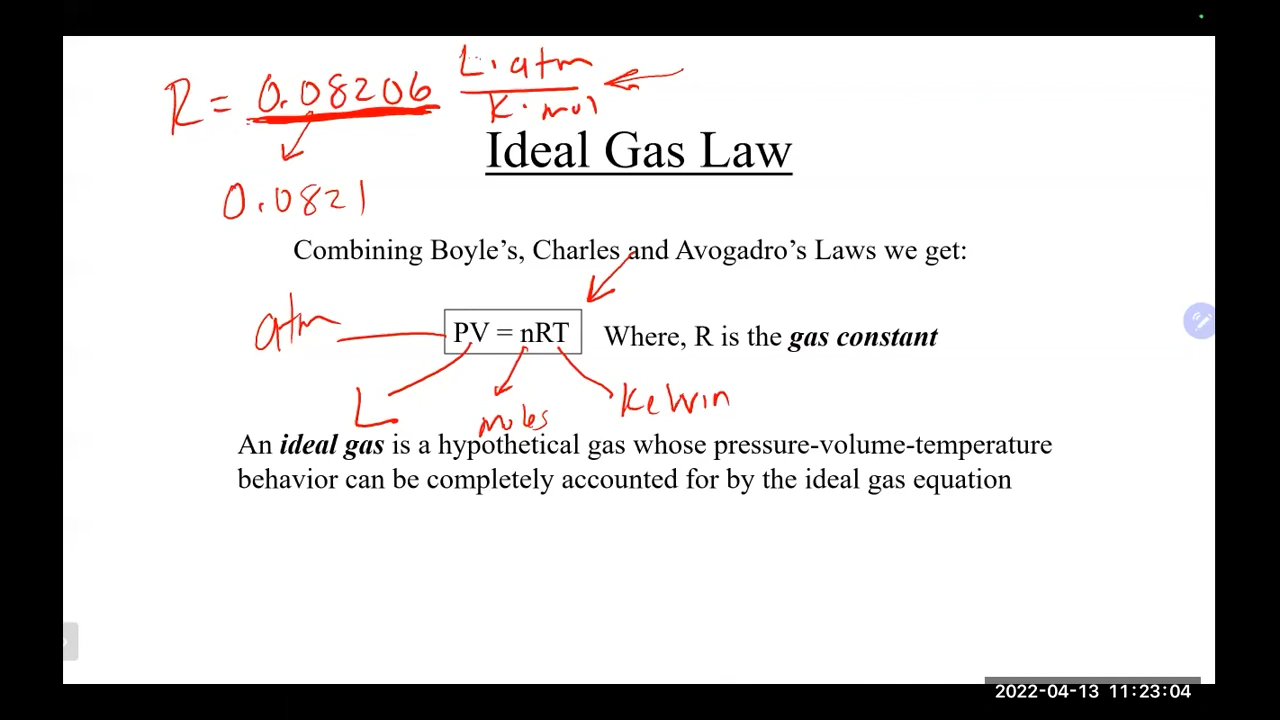 R = 0.08206 L·atm / K·mol
0.0821
Ideal Gas Law
Combining Boyle's, Charles and Avogadro's Laws we get:
atm
PV = nRT Where, R is the gas constant
L moles Kelvin
An ideal gas is a hypothetical gas whose pressure-volume-temperature
behavior can be completely accounted for by the ideal gas equation
2022-04-13 11:23:04